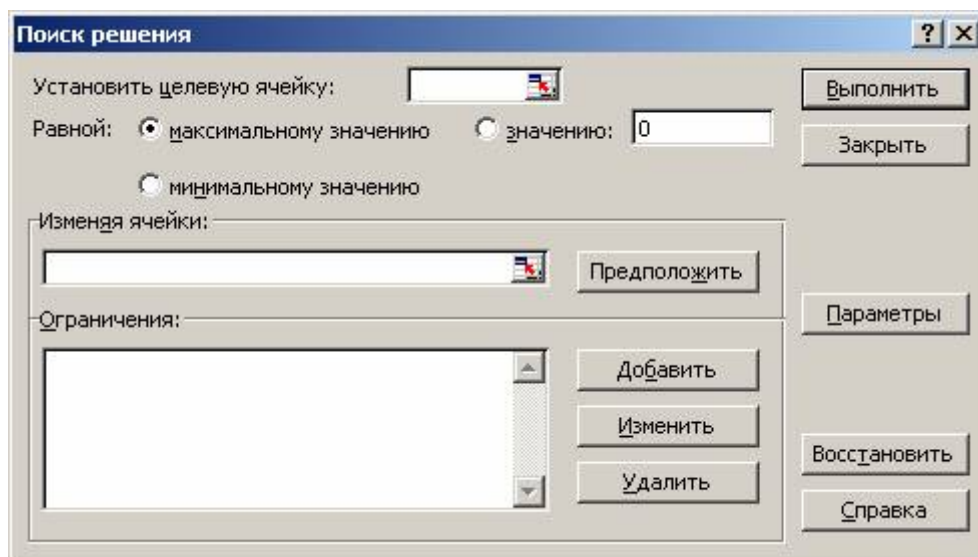 Поиск решения
Установить целевую ячейку:
Выполнить
Равной: максимальному значению значению: 0
Закрыть
минимальному значению
Изменяя ячейки:
Предположить
Параметры
Ограничения:
Добавить
Изменить
Удалить
Восстановить
Справка